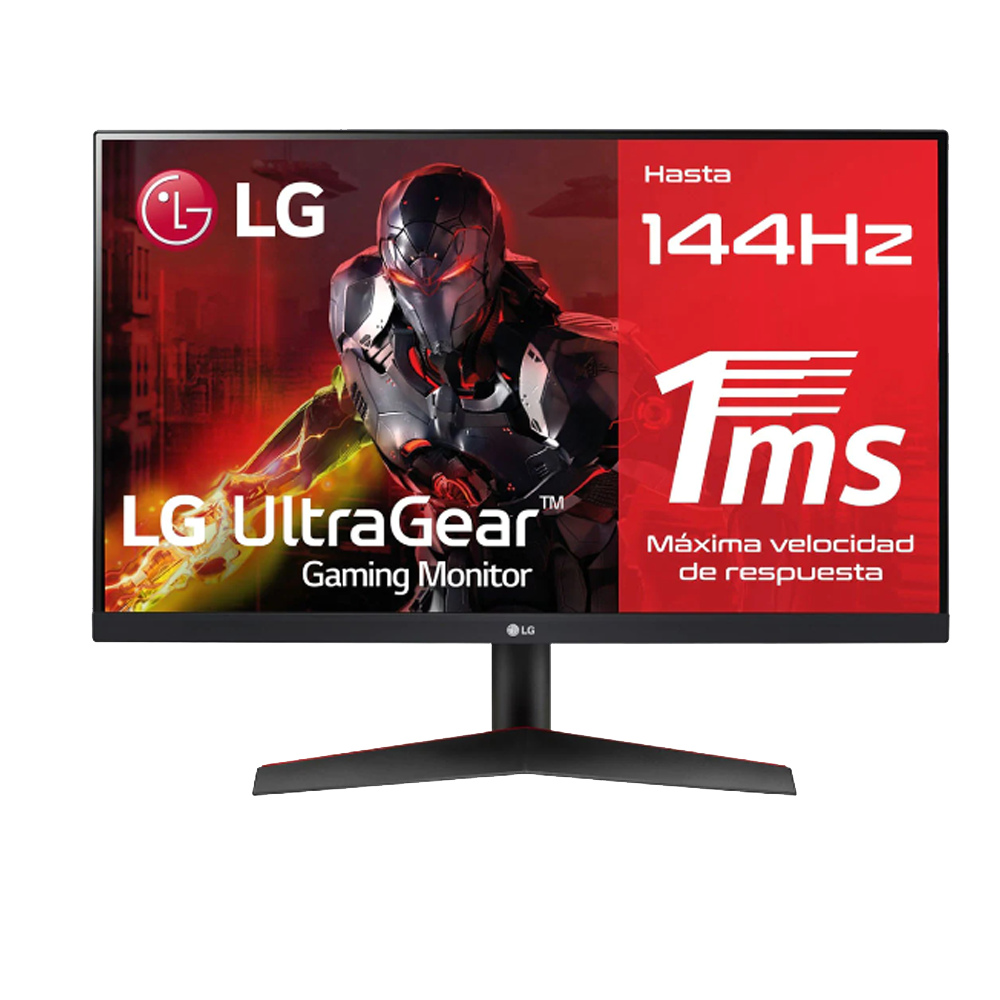 LG
LG UltraGear™
Gaming Monitor
Hasta
144Hz
1ms
Máxima velocidad
de respuesta
LG